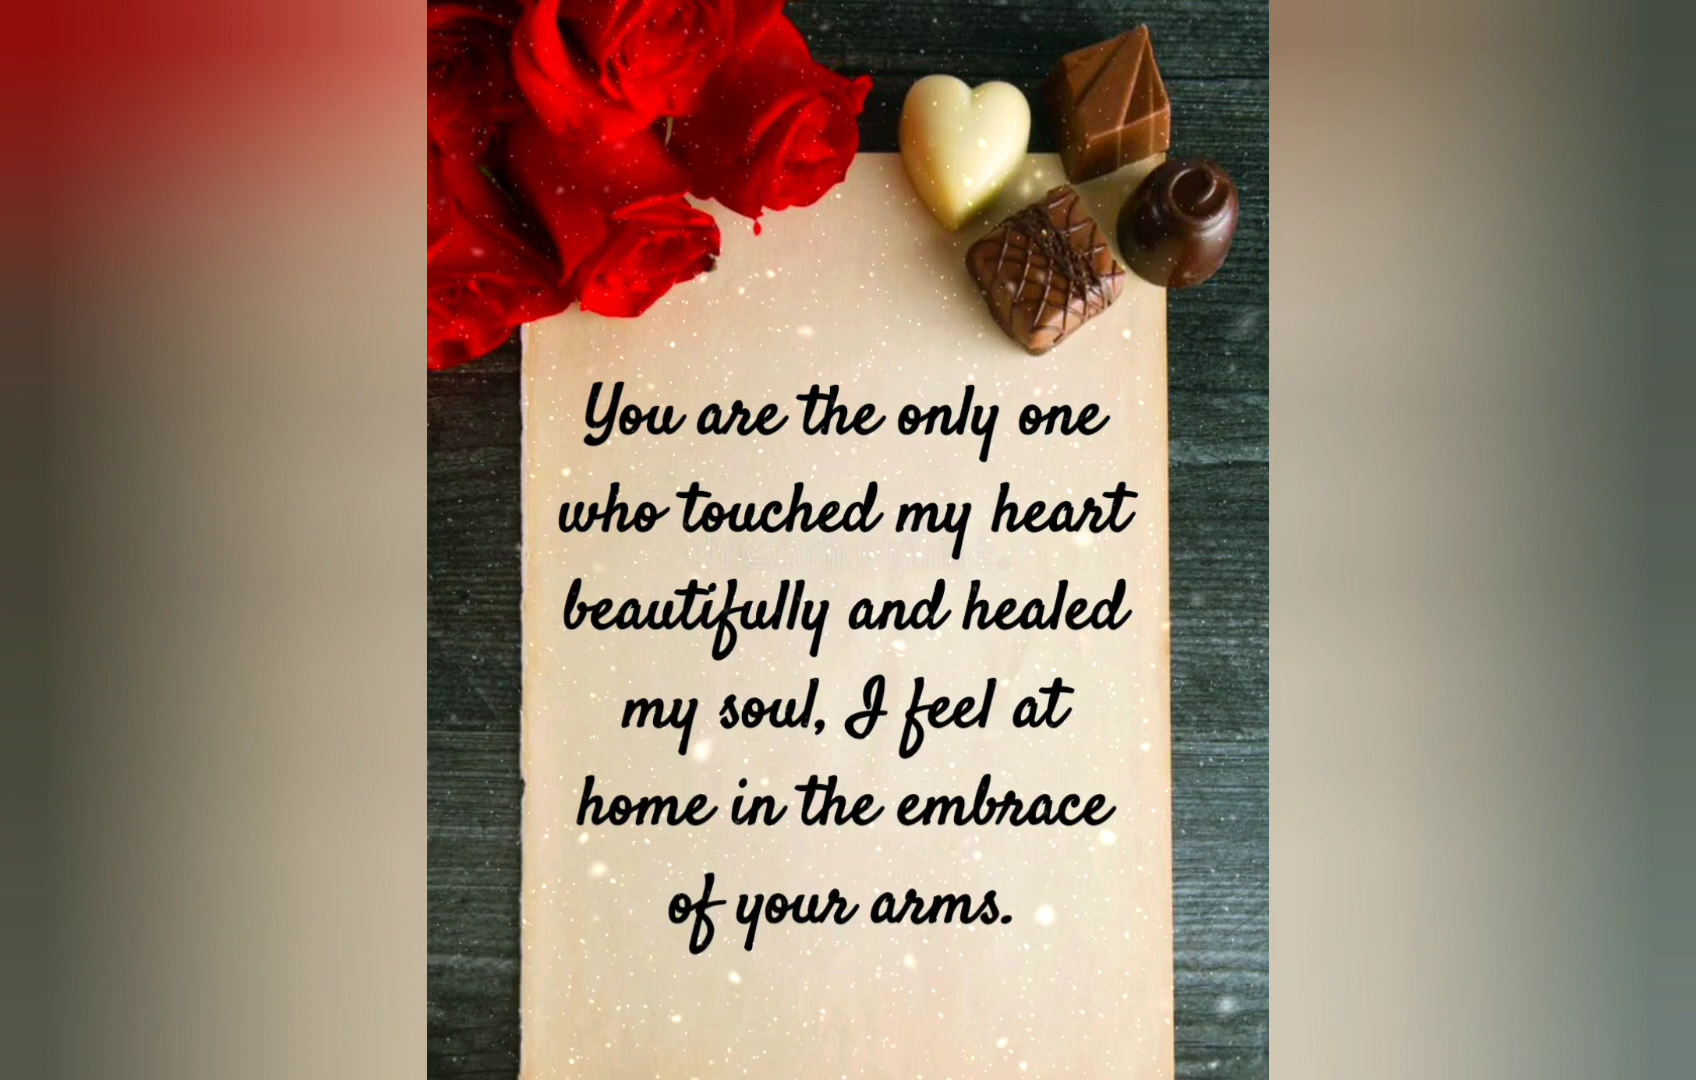 You are the only one
who touched my heart
beautifully and healed
my soul, I feel at
home in the embrace
of your arms.